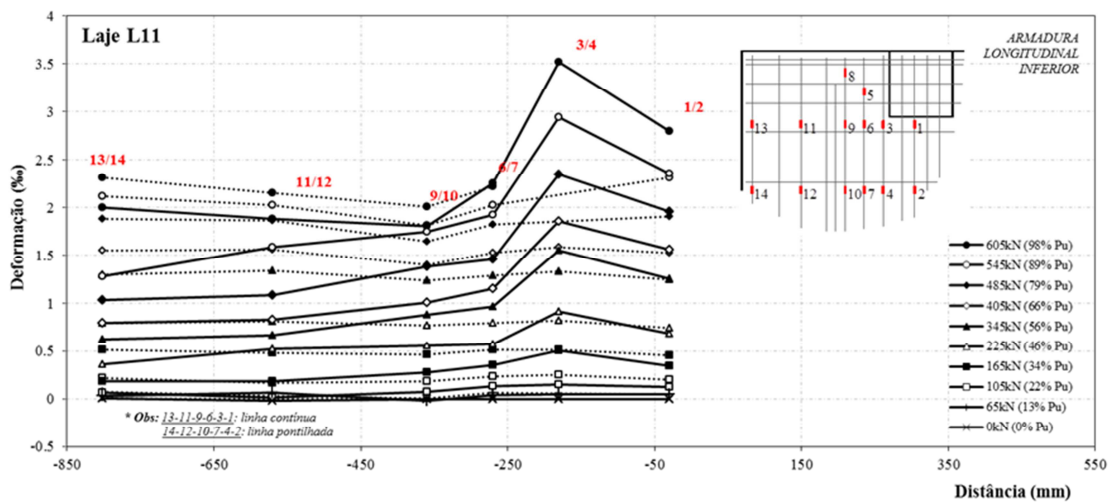 Laje L11
Deformação (‰)
4
3.5
3
2.5
2
1.5
1
0.5
0
-0.5
-850
-650
-450
-250
-50
150
350
550
Distância (mm)
13/14
11/12
9/10
6/7
3/4
1/2
ARMADURA
LONGITUDINAL
INFERIOR
8
5
13
11
9
6
3
1
14
12
10
7
4
2
605kN (98% Pu)
545kN (89% Pu)
485kN (79% Pu)
405kN (66% Pu)
345kN (56% Pu)
225kN (46% Pu)
165kN (34% Pu)
105kN (22% Pu)
65kN (13% Pu)
0kN (0% Pu)
* Obs: 13-11-9-6-3-1: linha contínua
14-12-10-7-4-2: linha pontilhada